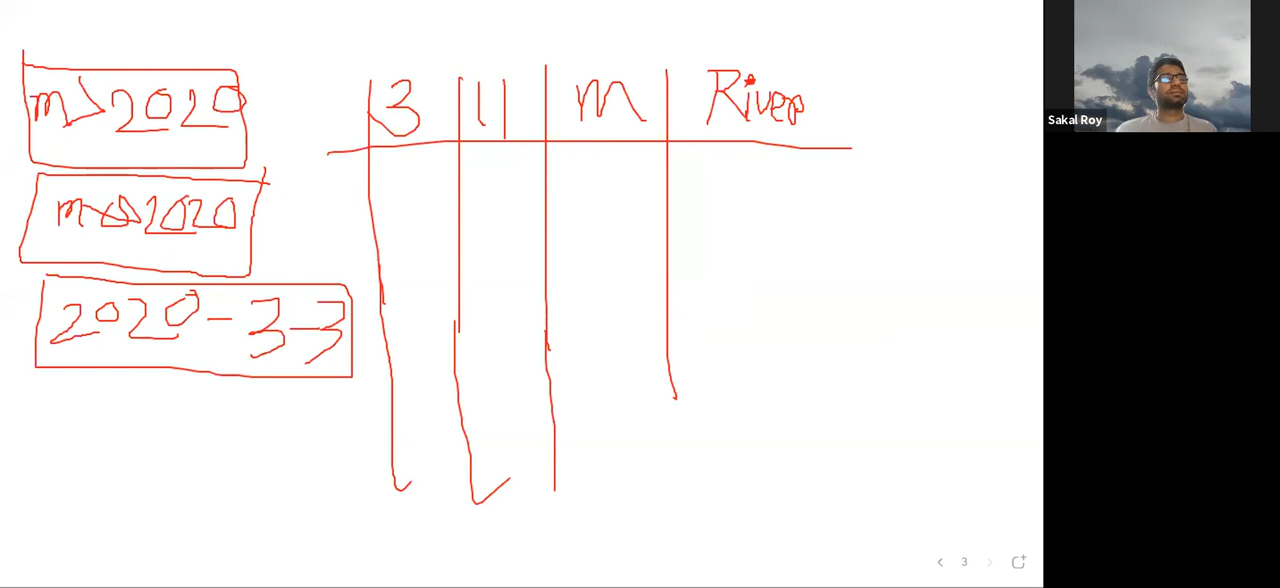 m > 2020
3 11 m River
2020
2020-3-3
Sakal Roy
3